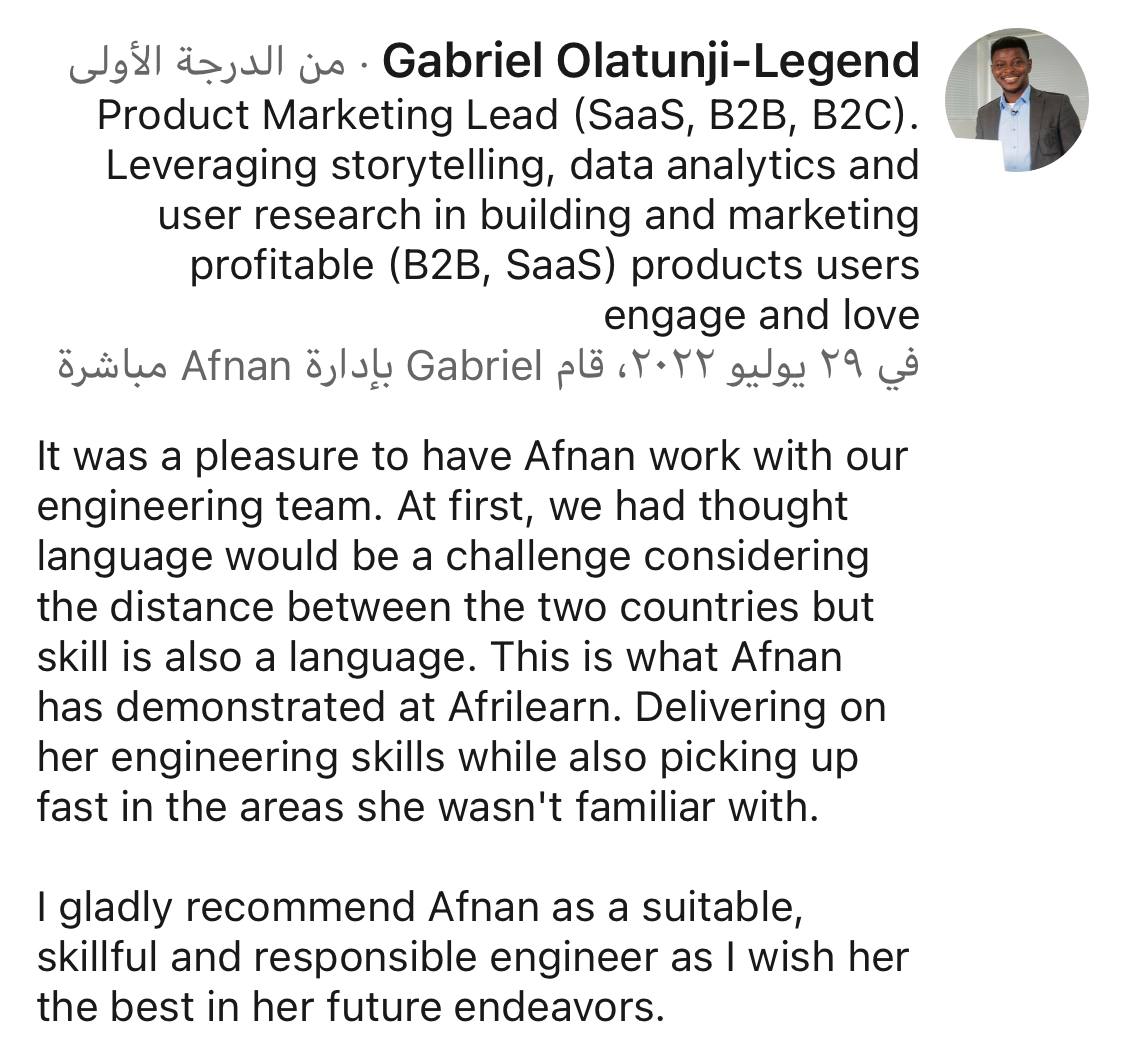 Gabriel Olatunji-Legend · من الدرجة الأولى
Product Marketing Lead (SaaS, B2B, B2C).
Leveraging storytelling, data analytics and
user research in building and marketing
profitable (B2B, SaaS) products users
engage and love
في ٢٩ يوليو ٢٠٢٢، قام Gabriel بإدارة Afnan مباشرة
It was a pleasure to have Afnan work with our
engineering team. At first, we had thought
language would be a challenge considering
the distance between the two countries but
skill is also a language. This is what Afnan
has demonstrated at Afrilearn. Delivering on
her engineering skills while also picking up
fast in the areas she wasn't familiar with.
I gladly recommend Afnan as a suitable,
skillful and responsible engineer as I wish her
the best in her future endeavors.